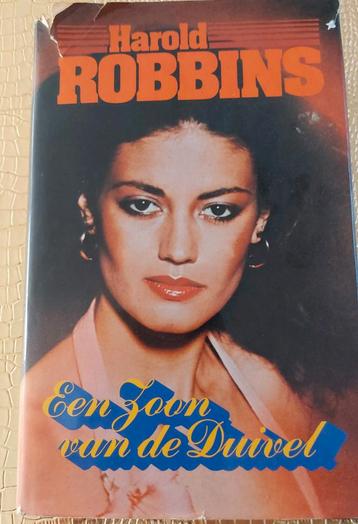 Harold
ROBBINS
Een Zoon
van de Duivel